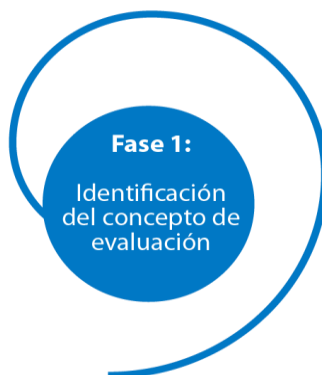 Fase 1:
Identificación
del concepto de
evaluación